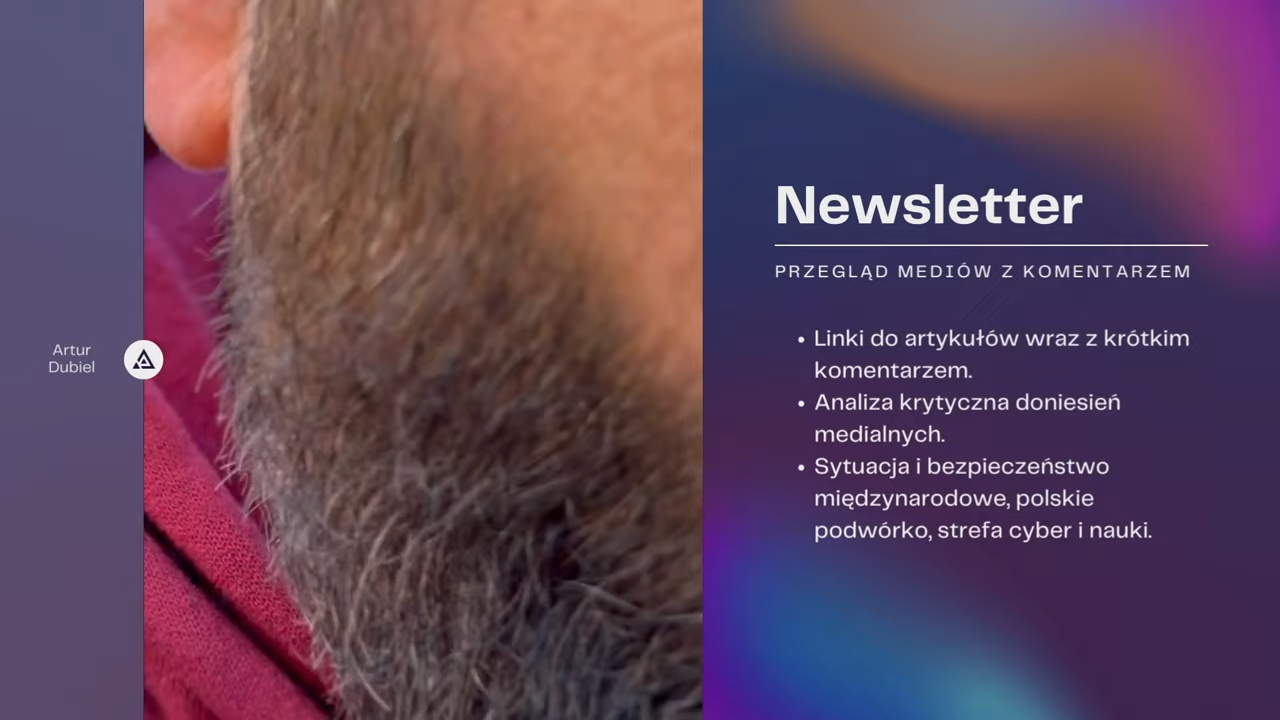 Artur
Dubiel
Newsletter
PRZEGLĄD MEDIÓW Z KOMENTARZEM
• Linki do artykułów wraz z krótkim
komentarzem.
• Analiza krytyczna doniesień
medialnych.
• Sytuacja i bezpieczeństwo
międzynarodowe, polskie
podwórko, strefa cyber i nauki.